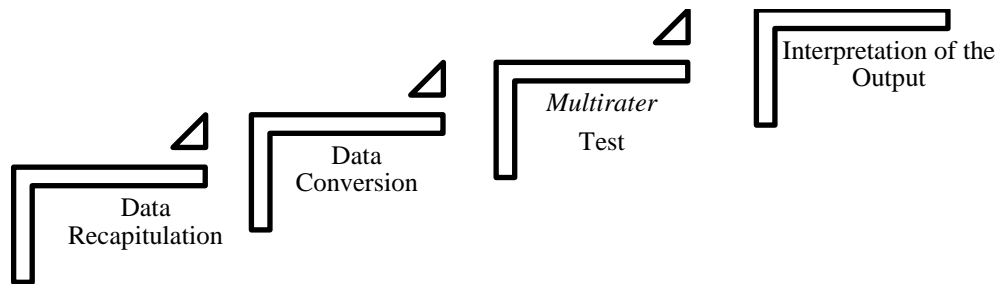 Data
Recapitulation
Data
Conversion
Multirater
Test
Interpretation of the
Output